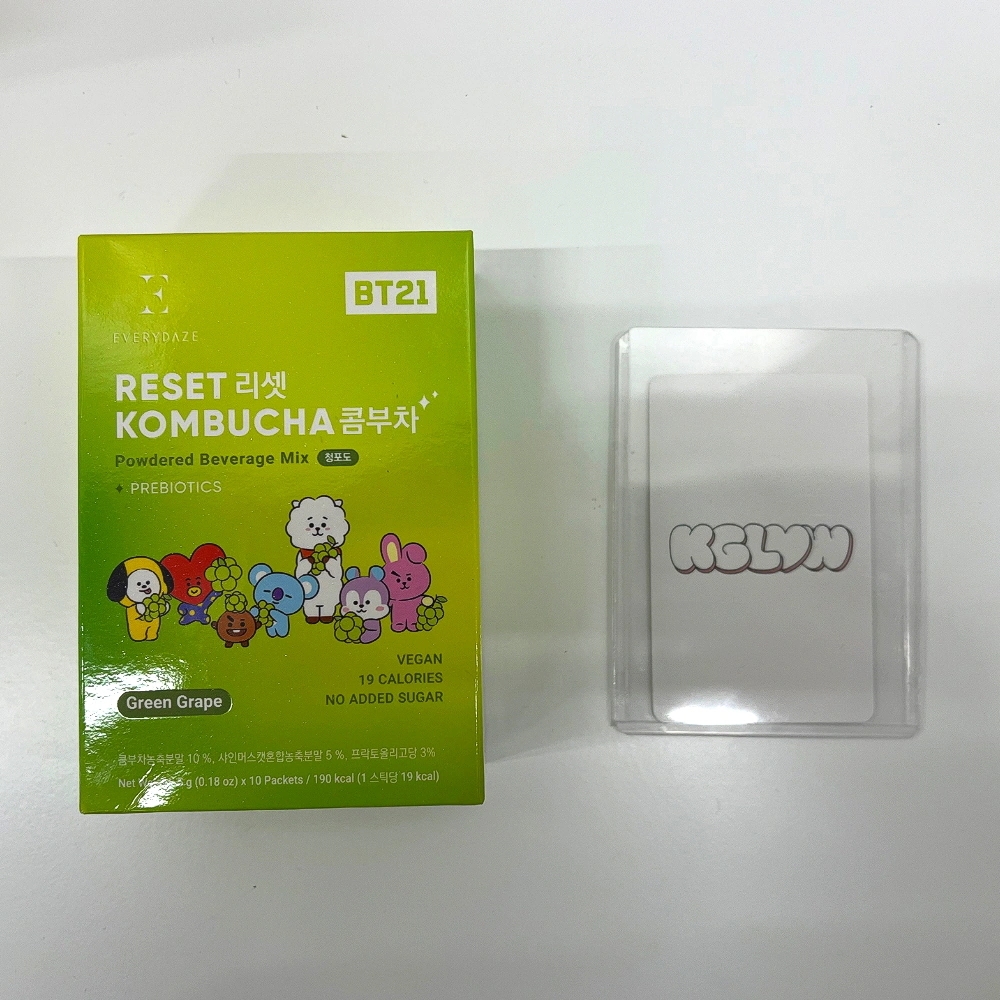 EVERYDAZE
BT21
RESET 리셋
KOMBUCHA 콤부차
Powdered Beverage Mix 청포도
PREBIOTICS
VEGAN
19 CALORIES
NO ADDED SUGAR
Green Grape
콤부차농축분말 10 %, 샤인머스캣혼합농축분말 5 %, 프락토올리고당 3%
Net g (0.18 oz) x 10 Packets / 190 kcal (1 스틱당 19 kcal)
KGLYN